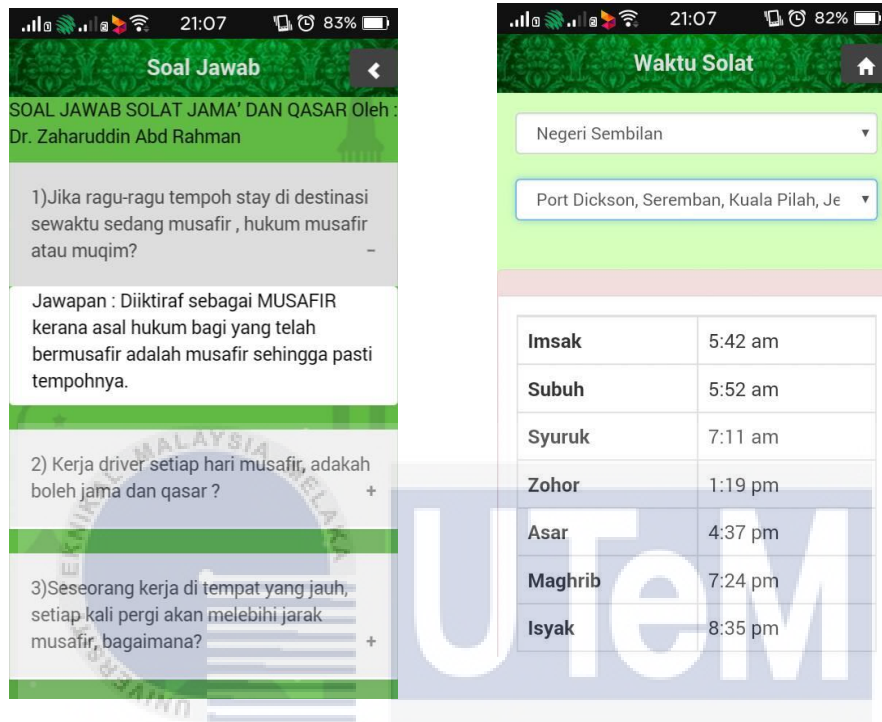 21:07
83%
Soal Jawab
SOAL JAWAB SOLAT JAMA' DAN QASAR Oleh :
Dr. Zaharuddin Abd Rahman
1)Jika ragu-ragu tempoh stay di destinasi
sewaktu sedang musafir , hukum musafir
atau muqim? −
Jawapan : Diiktiraf sebagai MUSAFIR
kerana asal hukum bagi yang telah
bermusafir adalah musafir sehingga pasti
tempohnya.
2) Kerja driver setiap hari musafir, adakah
boleh jama dan qasar ? +
3)Seseorang kerja di tempat yang jauh,
setiap kali pergi akan melebihi jarak
musafir, bagaimana? +
21:07
82%
Waktu Solat
Negeri Sembilan
Port Dickson, Seremban, Kuala Pilah, Je
Imsak 5:42 am
Subuh 5:52 am
Syuruk 7:11 am
Zohor 1:19 pm
Asar 4:37 pm
Maghrib 7:24 pm
Isyak 8:35 pm
UTeM